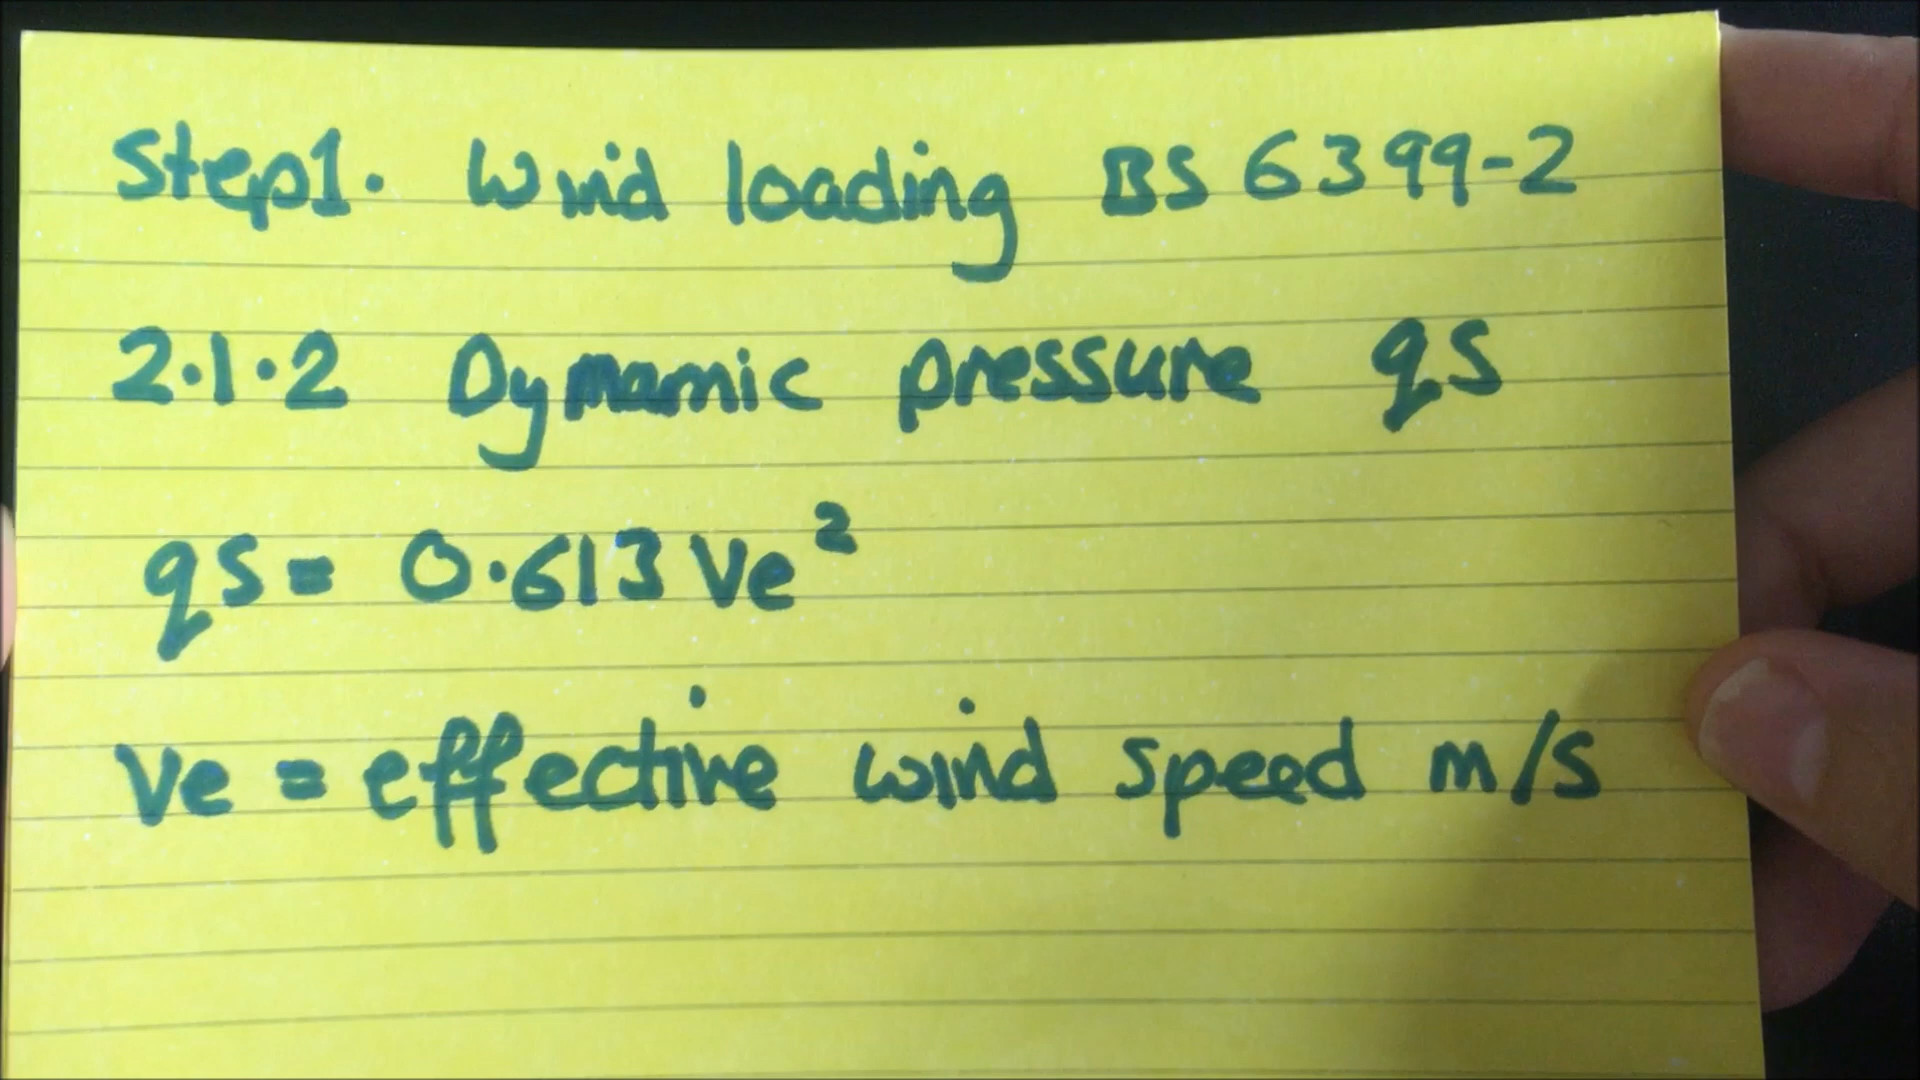 Step1. Wind loading BS 6399-2
2.1.2 Dynamic pressure qs
qs = 0.613 Ve²
Ve = effective wind speed m/s